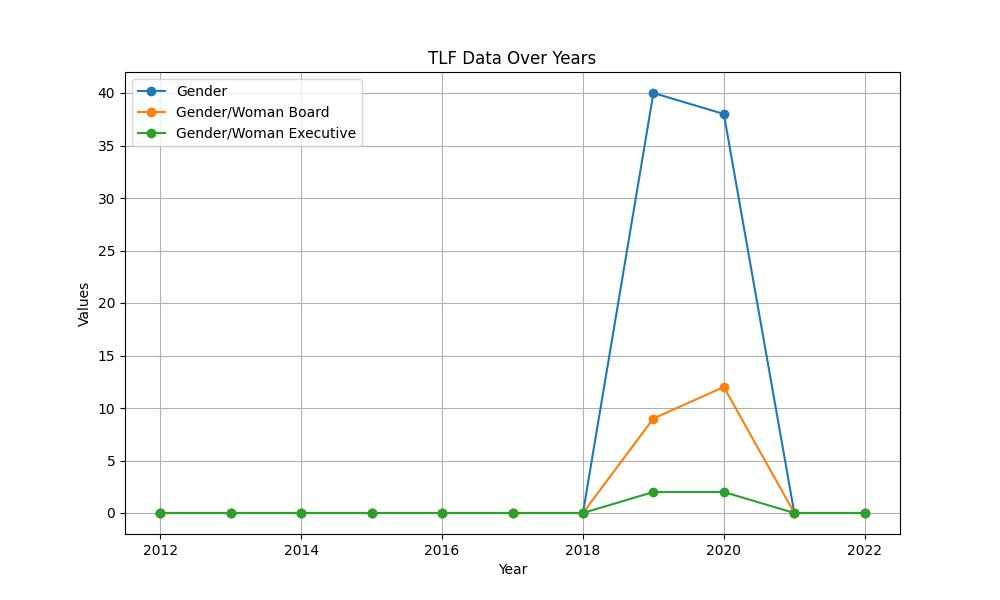 TLF Data Over Years
Gender
Gender/Woman Board
Gender/Woman Executive
Values
40
35
30
25
20
15
10
5
0
2012 2014 2016 2018 2020 2022
Year